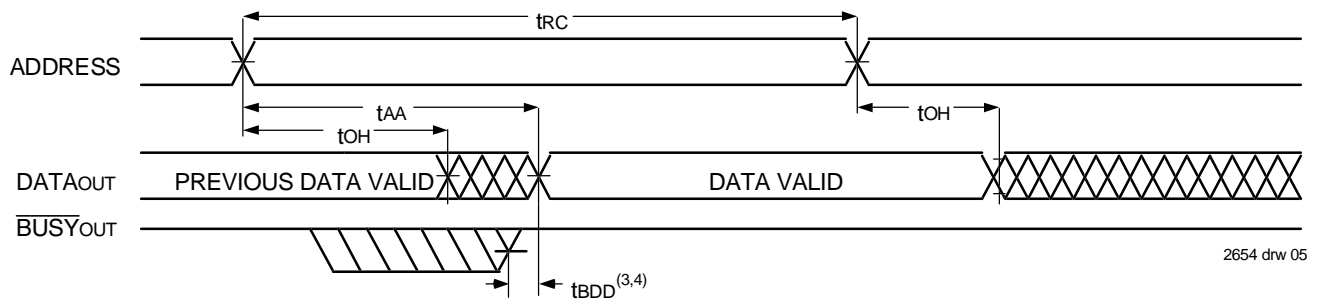 tRC
ADDRESS
tAA
tOH
tOH
DATAOUT
PREVIOUS DATA VALID
DATA VALID
BUSYOUT
2654 drw 05
tBDD(3,4)